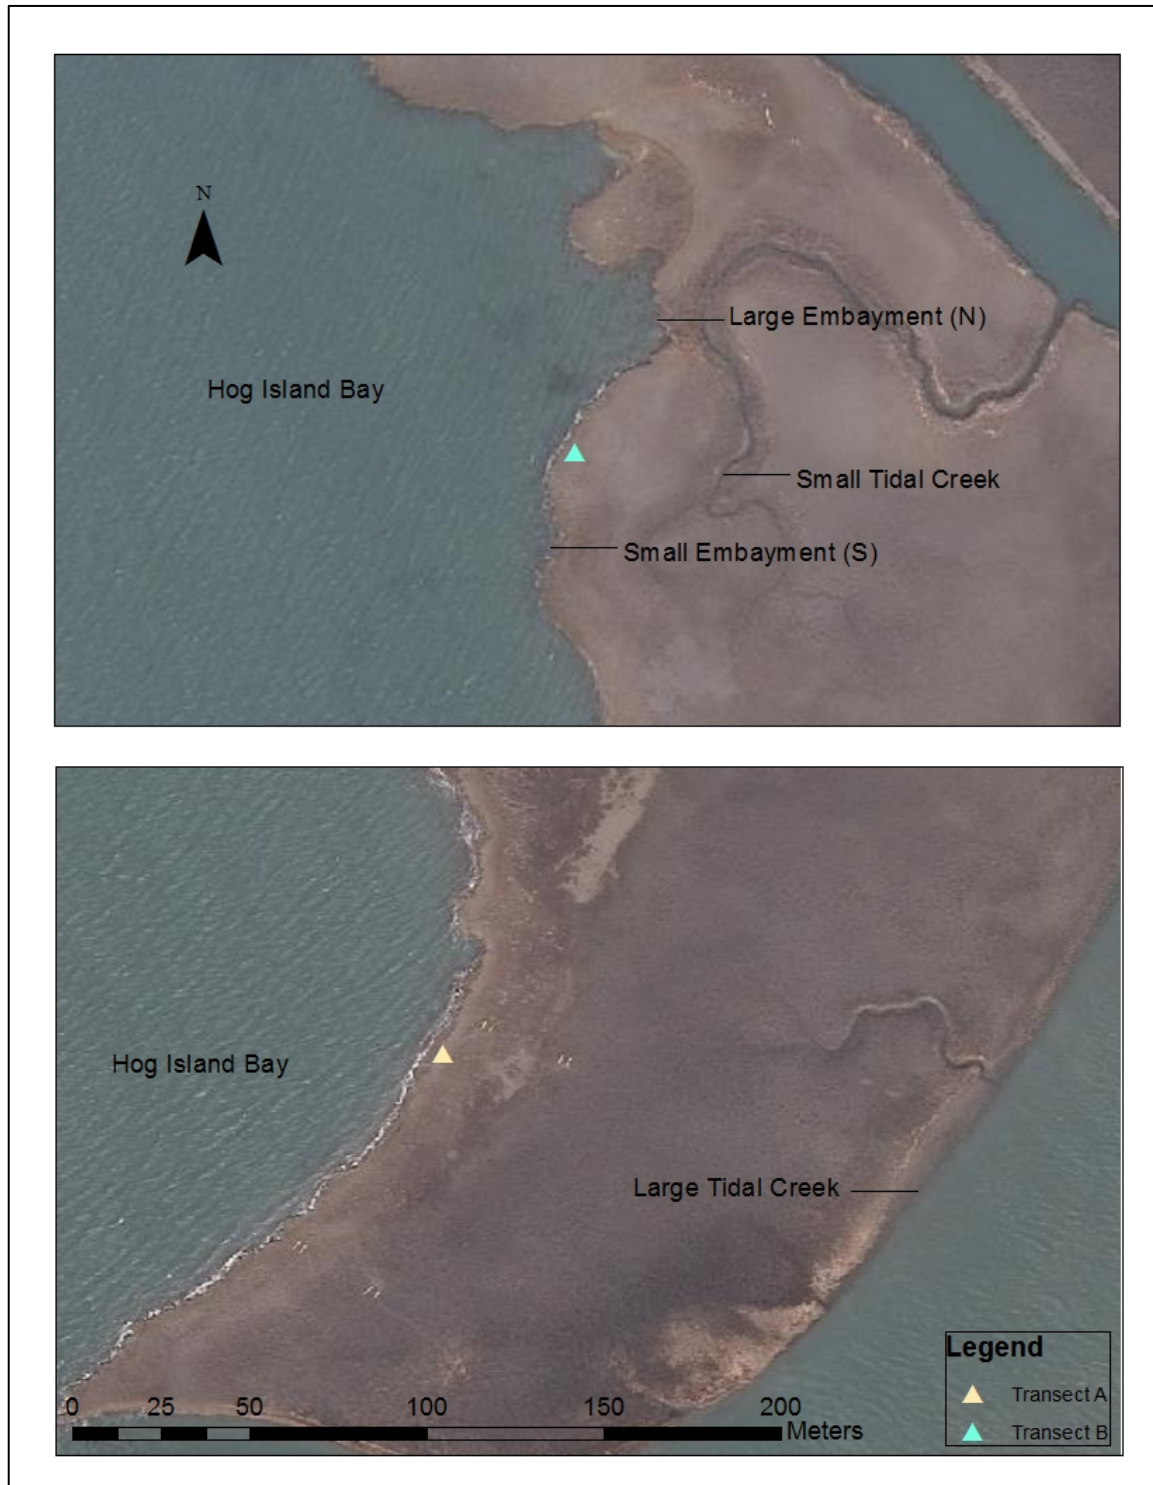 N
Large Embayment (N)
Hog Island Bay
Small Tidal Creek
Small Embayment (S)
Hog Island Bay
Large Tidal Creek
Legend
Transect A
Transect B
0 25 50 100 150 200
Meters